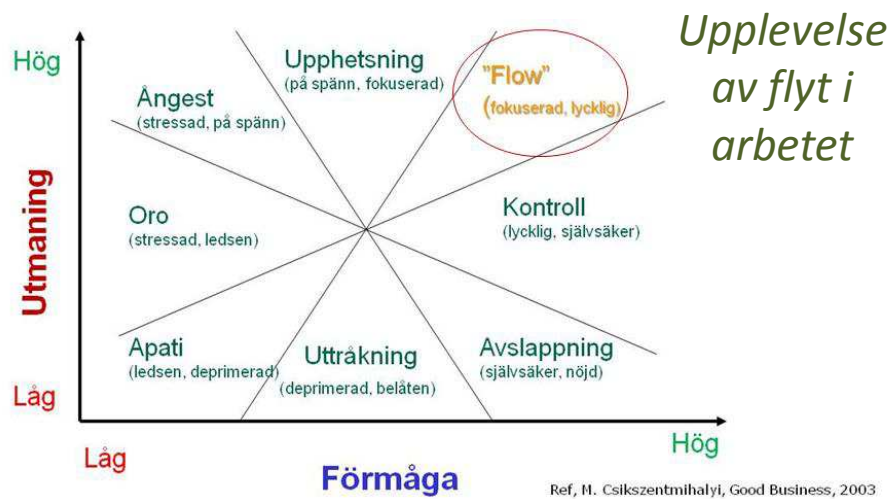 Upplevelse
av flyt i
arbetet
Hög
Upphetsning
(på spänn, fokuserad)
"Flow"
(fokuserad, lycklig)
Ångest
(stressad, på spänn)
Utmaning
Oro
(stressad, ledsen)
Kontroll
(lycklig, självsäker)
Apati
(ledsen, deprimerad)
Uttråkning
(deprimerad, belåten)
Avslappning
(självsäker, nöjd)
Låg
Låg
Förmåga
Hög
Ref, M. Csikszentmihalyi, Good Business, 2003